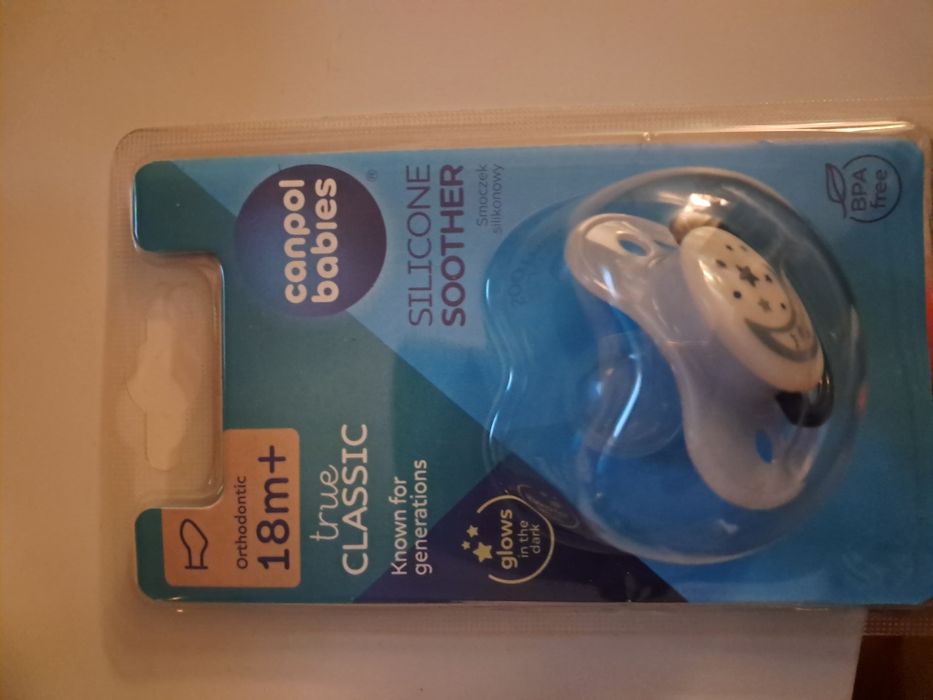 Orthodontic
18m+
canpol
babies
®
true
CLASSIC
Known for
generations
SILICONE
SOOTHER
Smoczek
silikonowy
glows
in the
dark
BPA
free